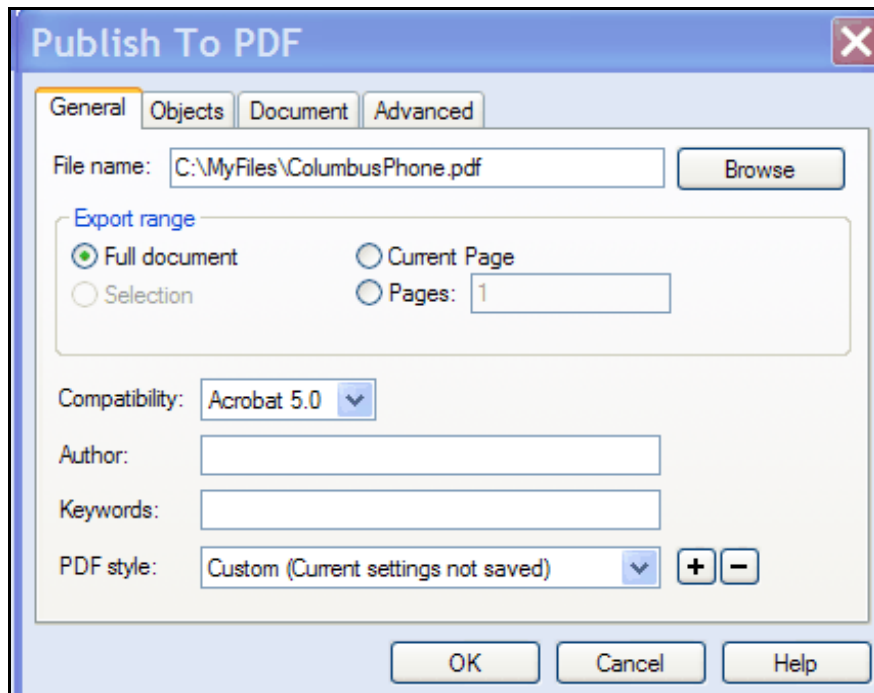 Publish To PDF
General Objects Document Advanced
File name: C:\MyFiles\ColumbusPhone.pdf Browse
Export range
Full document Current Page
Selection Pages: 1
Compatibility: Acrobat 5.0
Author:
Keywords:
PDF style: Custom (Current settings not saved) + −
OK Cancel Help